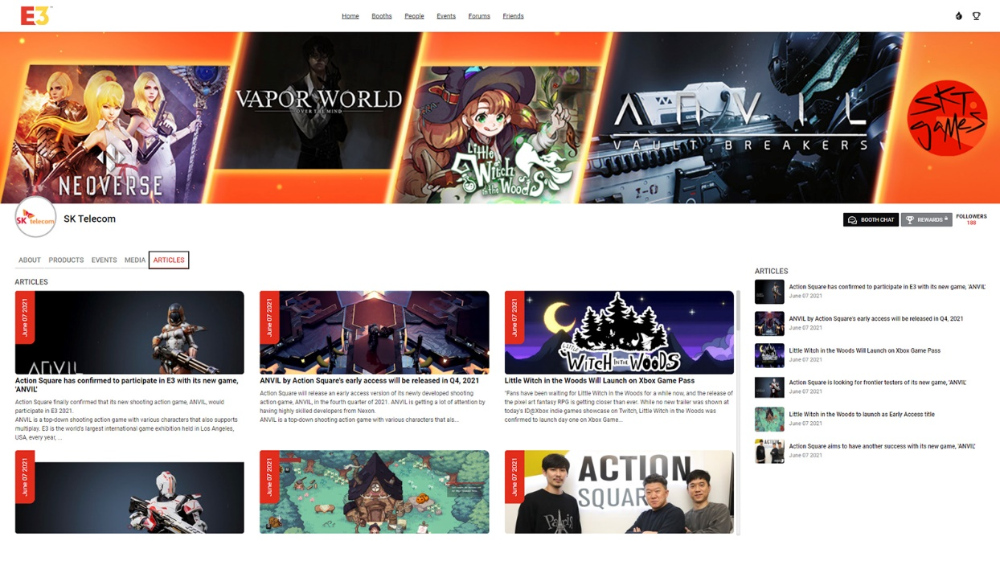 E3
Home Booths People Events Forums Friends
NEOVERSE
VAPOR WORLD
OVER THE MIND
Little Witch in the Woods
ANVIL
VAULT BREAKERS
SKT games
SK telecom
SK Telecom
BOOTH CHAT
REWARDS
FOLLOWERS
188
ABOUT PRODUCTS EVENTS MEDIA ARTICLES
ARTICLES
June 07 2021
ANVIL
Action Square has confirmed to participate in E3 with its new game,
'ANVIL'
Action Square finally confirmed that its new shooting action game, ANVIL, would
participate in E3 2021.
ANVIL is a top-down shooting action game with various characters that also supports
multiplay. E3 is the world's largest international game exhibition held in Los Angeles,
USA, every year, ...
June 07 2021
ANVIL by Action Square's early access will be released in Q4, 2021
Action Square will release an early access version of its newly developed shooting
action game, ANVIL, in the fourth quarter of 2021. ANVIL is getting a lot of attention by
having highly skilled developers from Nexon.
ANVIL is a top-down shooting action game with various characters that als...
June 07 2021
LITTLE
WITCH IN THE WOODS
Little Witch in the Woods Will Launch on Xbox Game Pass
"Fans have been waiting for Little Witch in the Woods for a while now, and the release of
the pixel art fantasy RPG is getting closer than ever. While no new trailer was shown at
today's ID@Xbox indie games showcase on Twitch, Little Witch in the Woods was
confirmed to launch day one on Xbox Game...
June 07 2021
June 07 2021
June 07 2021
ACTION
SQUAR
Paris
ARTICLES
Action Square has confirmed to participate in E3 with its new game, 'ANVIL'
June 07 2021
ANVIL by Action Square's early access will be released in Q4, 2021
June 07 2021
Little Witch in the Woods Will Launch on Xbox Game Pass
June 07 2021
Action Square is looking for frontier testers of its new game, 'ANVIL'
June 07 2021
Little Witch in the Woods to launch as Early Access title
June 07 2021
Action Square aims to have another success with its new game, 'ANVIL'
June 07 2021